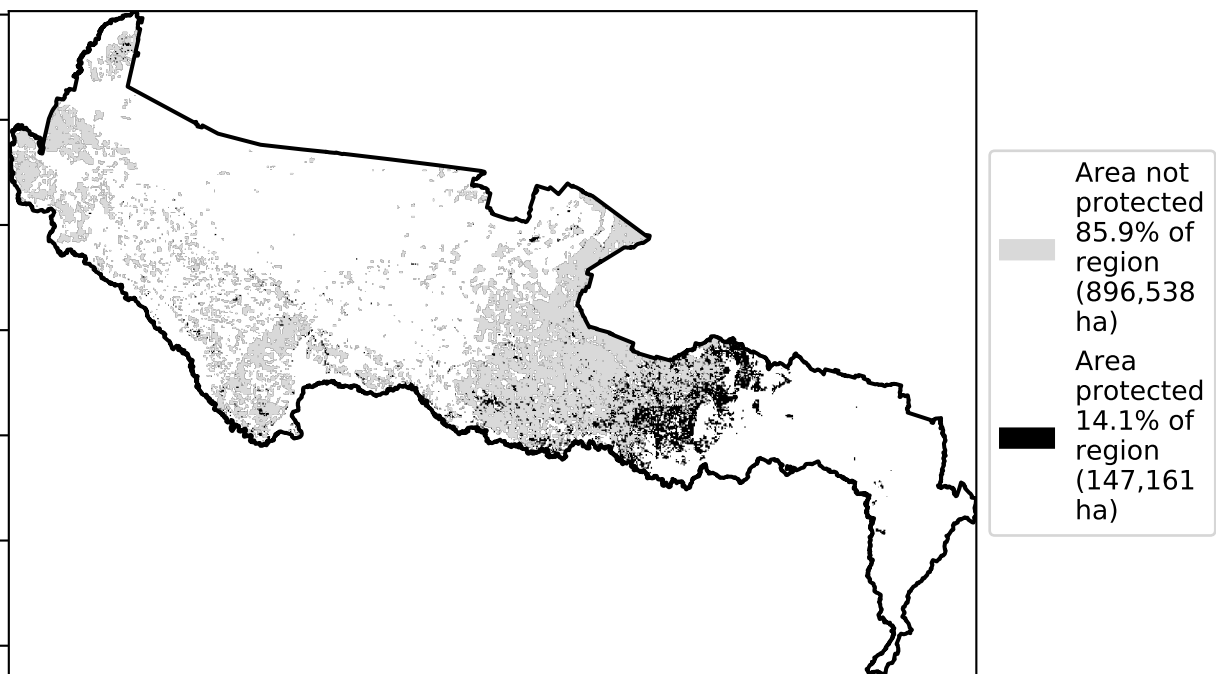 Area not
protected
85.9% of
region
(896,538
ha)
Area
protected
14.1% of
region
(147,161
ha)